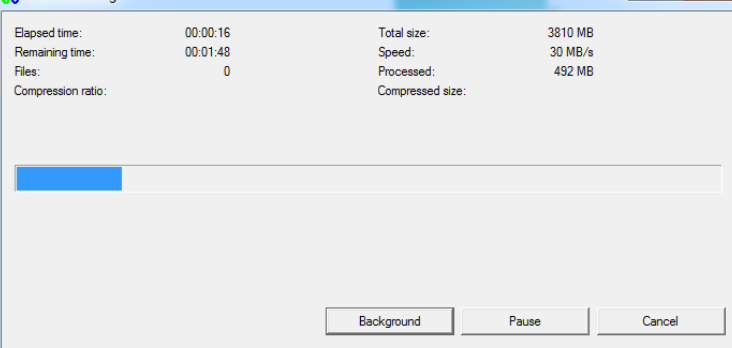 Elapsed time: 00:00:16 Total size: 3810 MB
Remaining time: 00:01:48 Speed: 30 MB/s
Files: 0 Processed: 492 MB
Compression ratio: Compressed size:
Background Pause Cancel